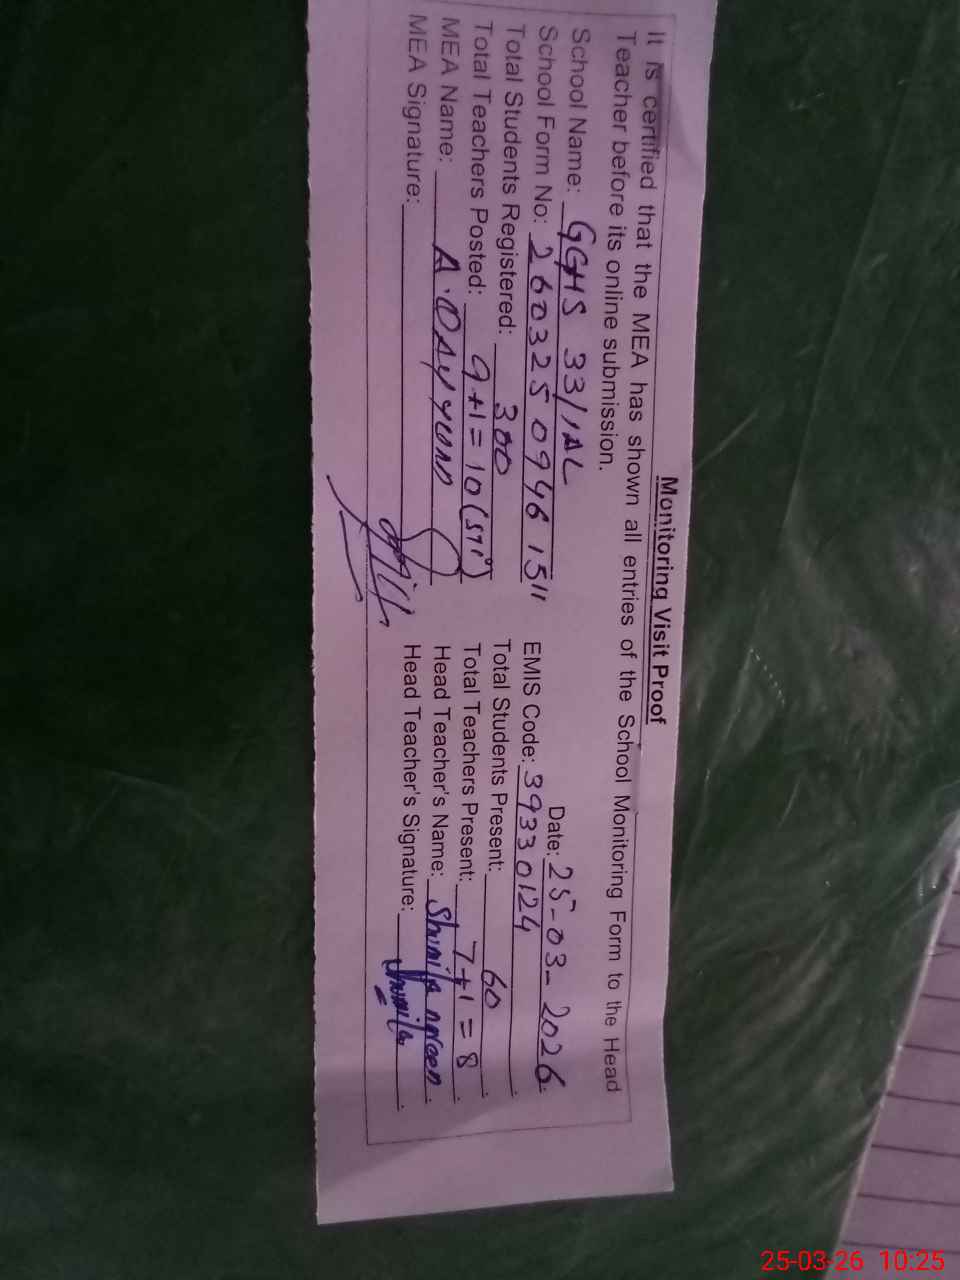 Monitoring Visit Proof
It is certified that the MEA has shown all entries of the School Monitoring Form to the Head
Teacher before its online submission.
Date: 25-03-2026
School Name: GGHS 33/1AL
School Form No: 260325094615 EMIS Code: 39330124
Total Students Registered: 300 Total Students Present: 60
Total Teachers Posted: 9+1=10 Total Teachers Present: 7+1=8
MEA Name: A. Head Teacher's Name: Shumila
MEA Signature: Head Teacher's Signature: Shumila
25-03-26 10:25